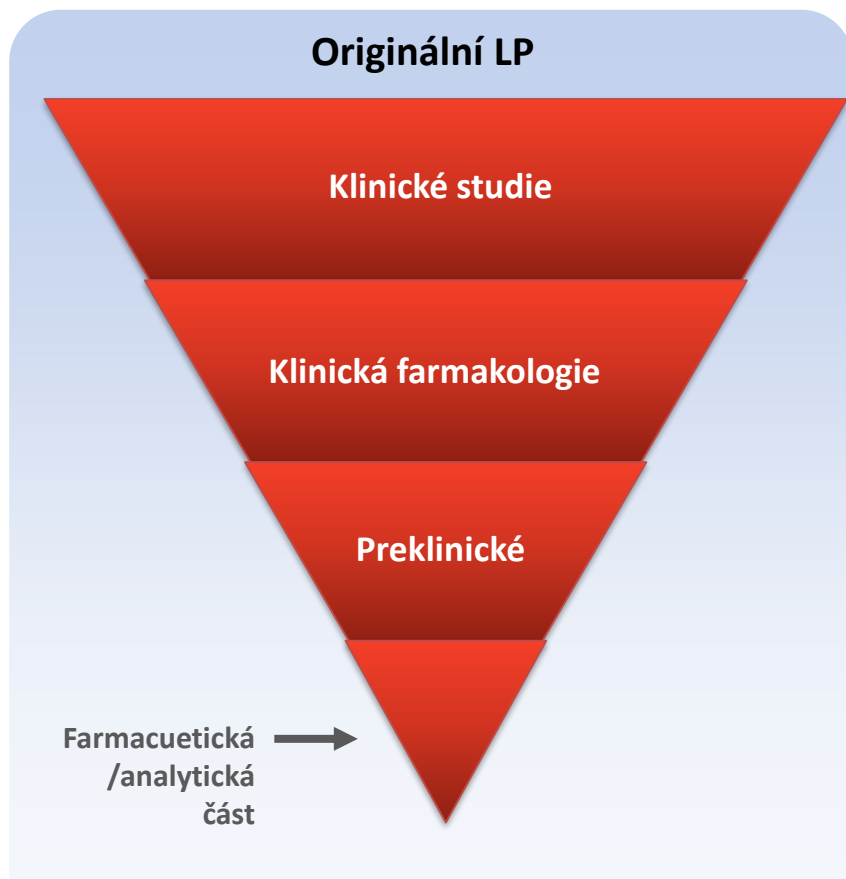 Originální LP
Klinické studie
Klinická farmakologie
Preklinické
Farmacuetická
/analytická
část